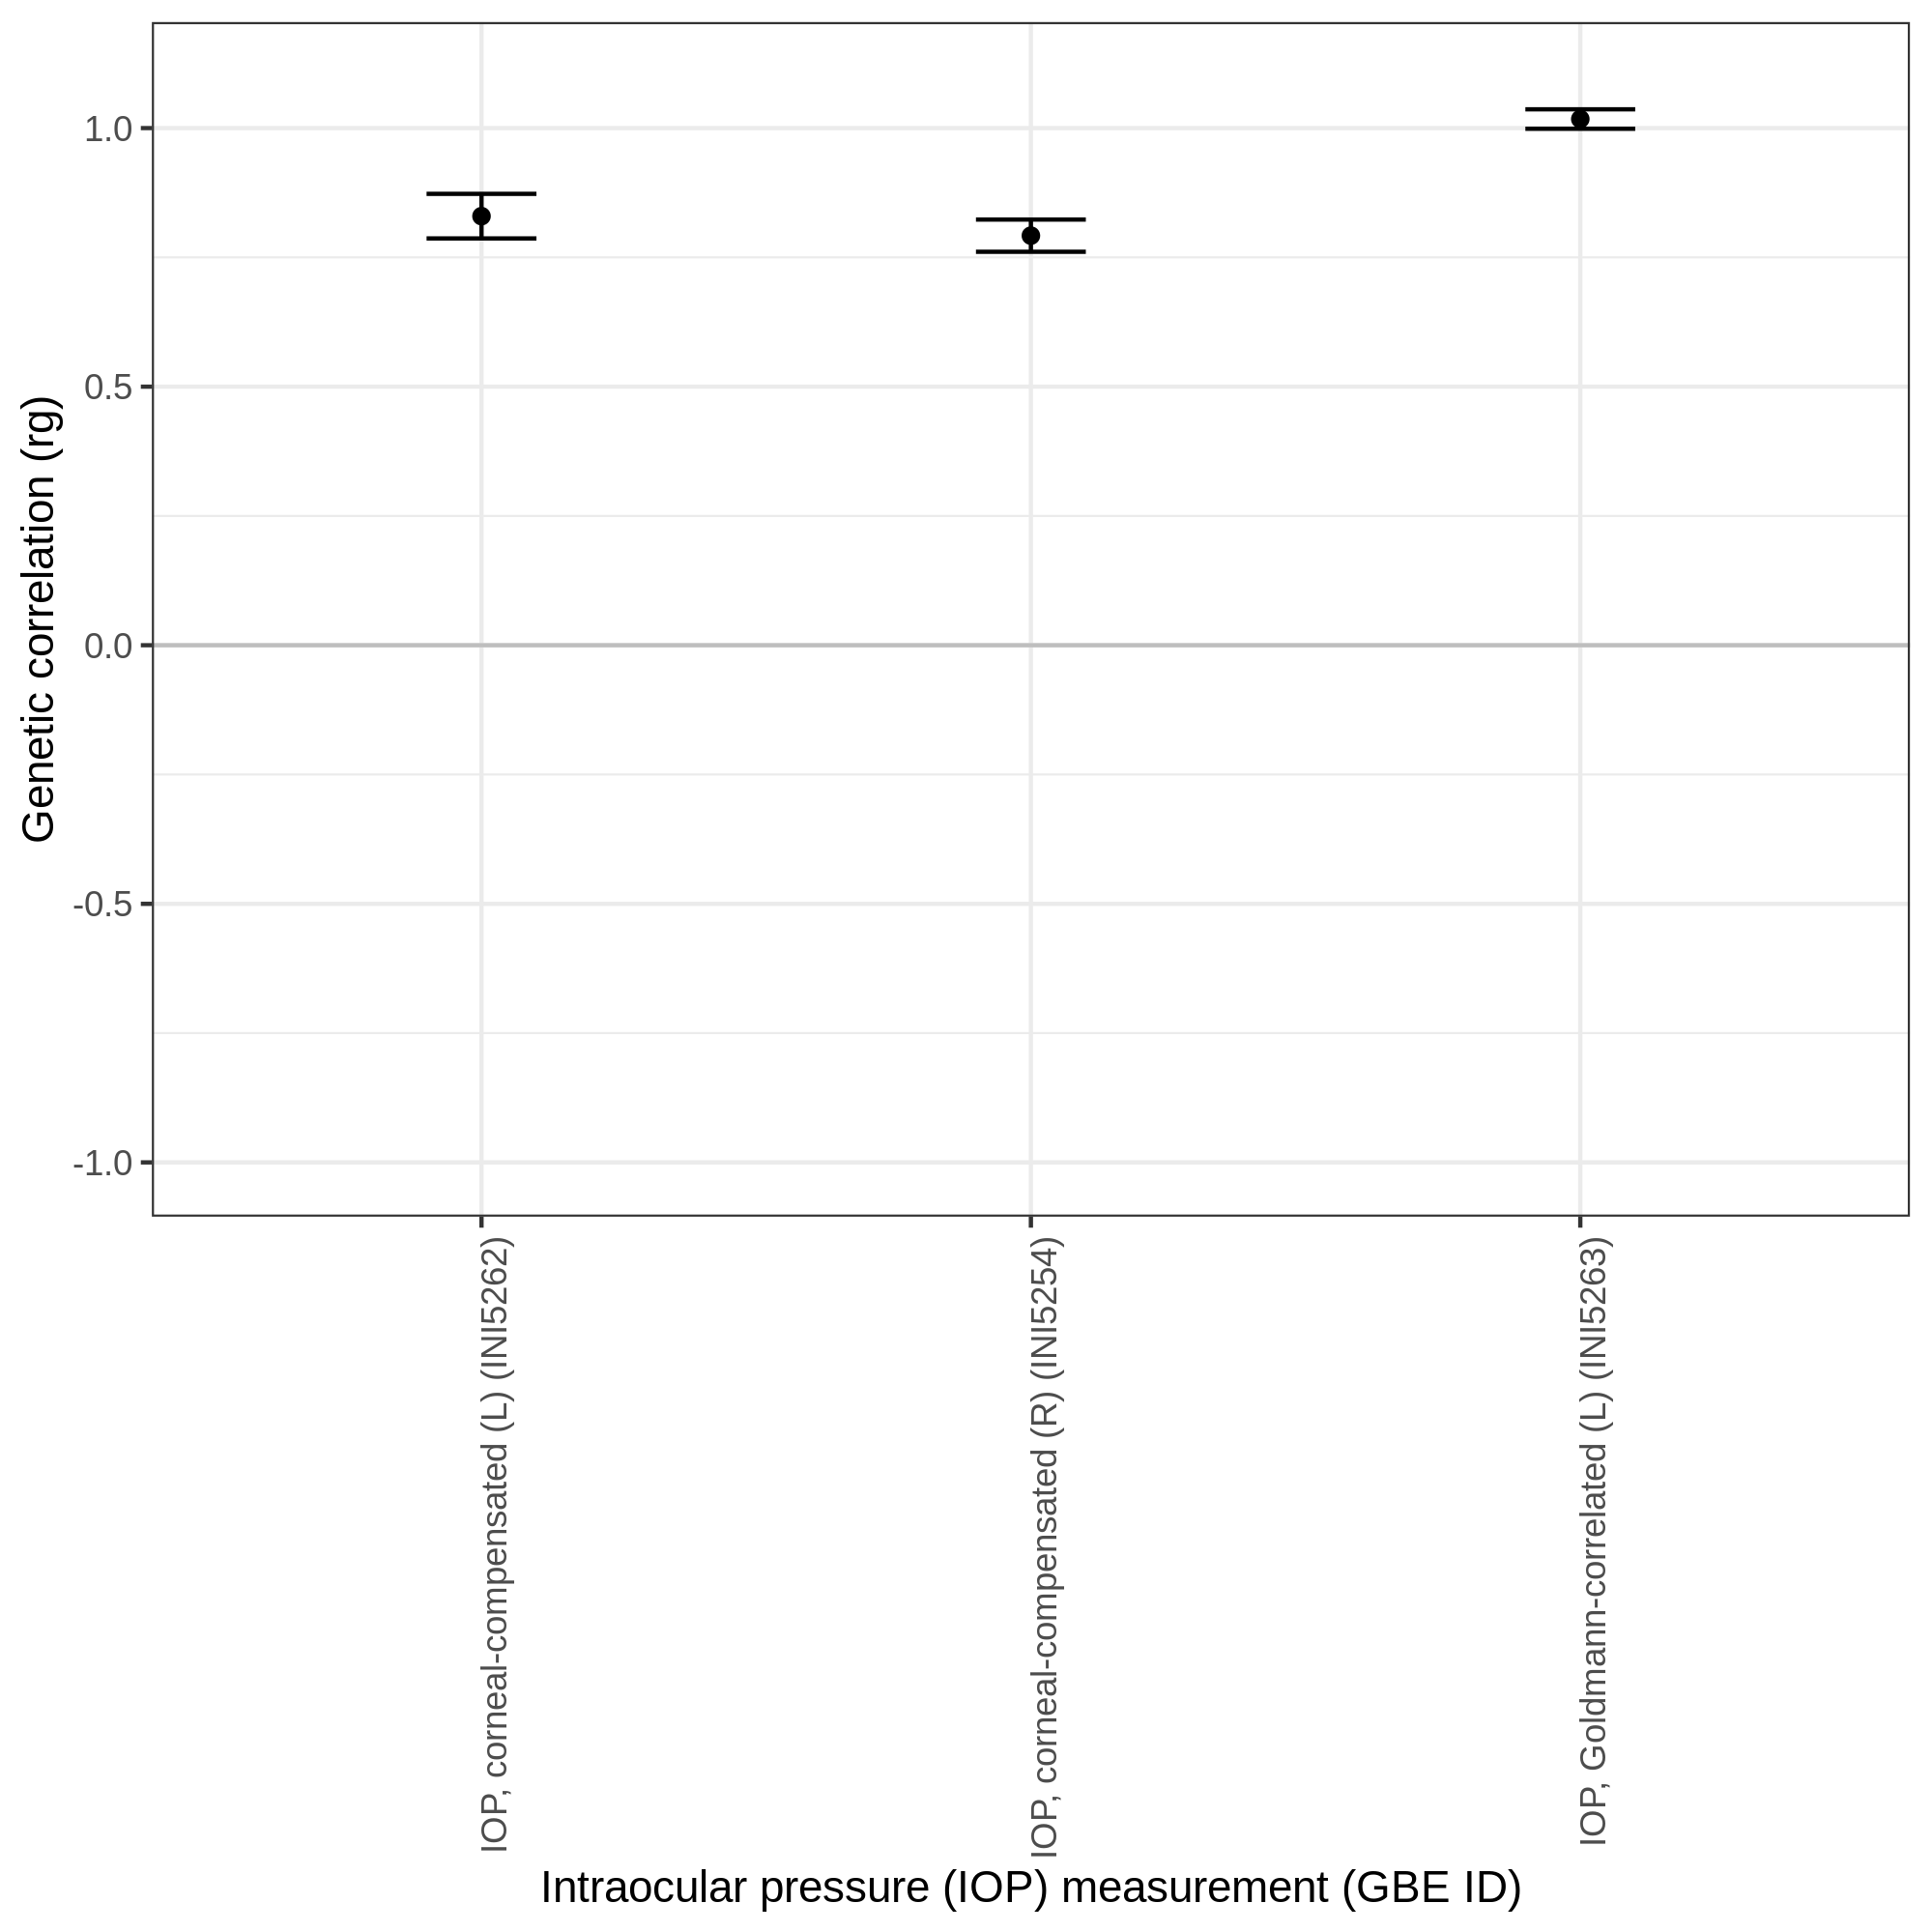 Genetic correlation (rg)
1.0
0.5
0.0
-0.5
-1.0
IOP, corneal-compensated (L) (INI5262)
IOP, corneal-compensated (R) (INI5254)
IOP, Goldmann-correlated (L) (INI5263)
Intraocular pressure (IOP) measurement (GBE ID)